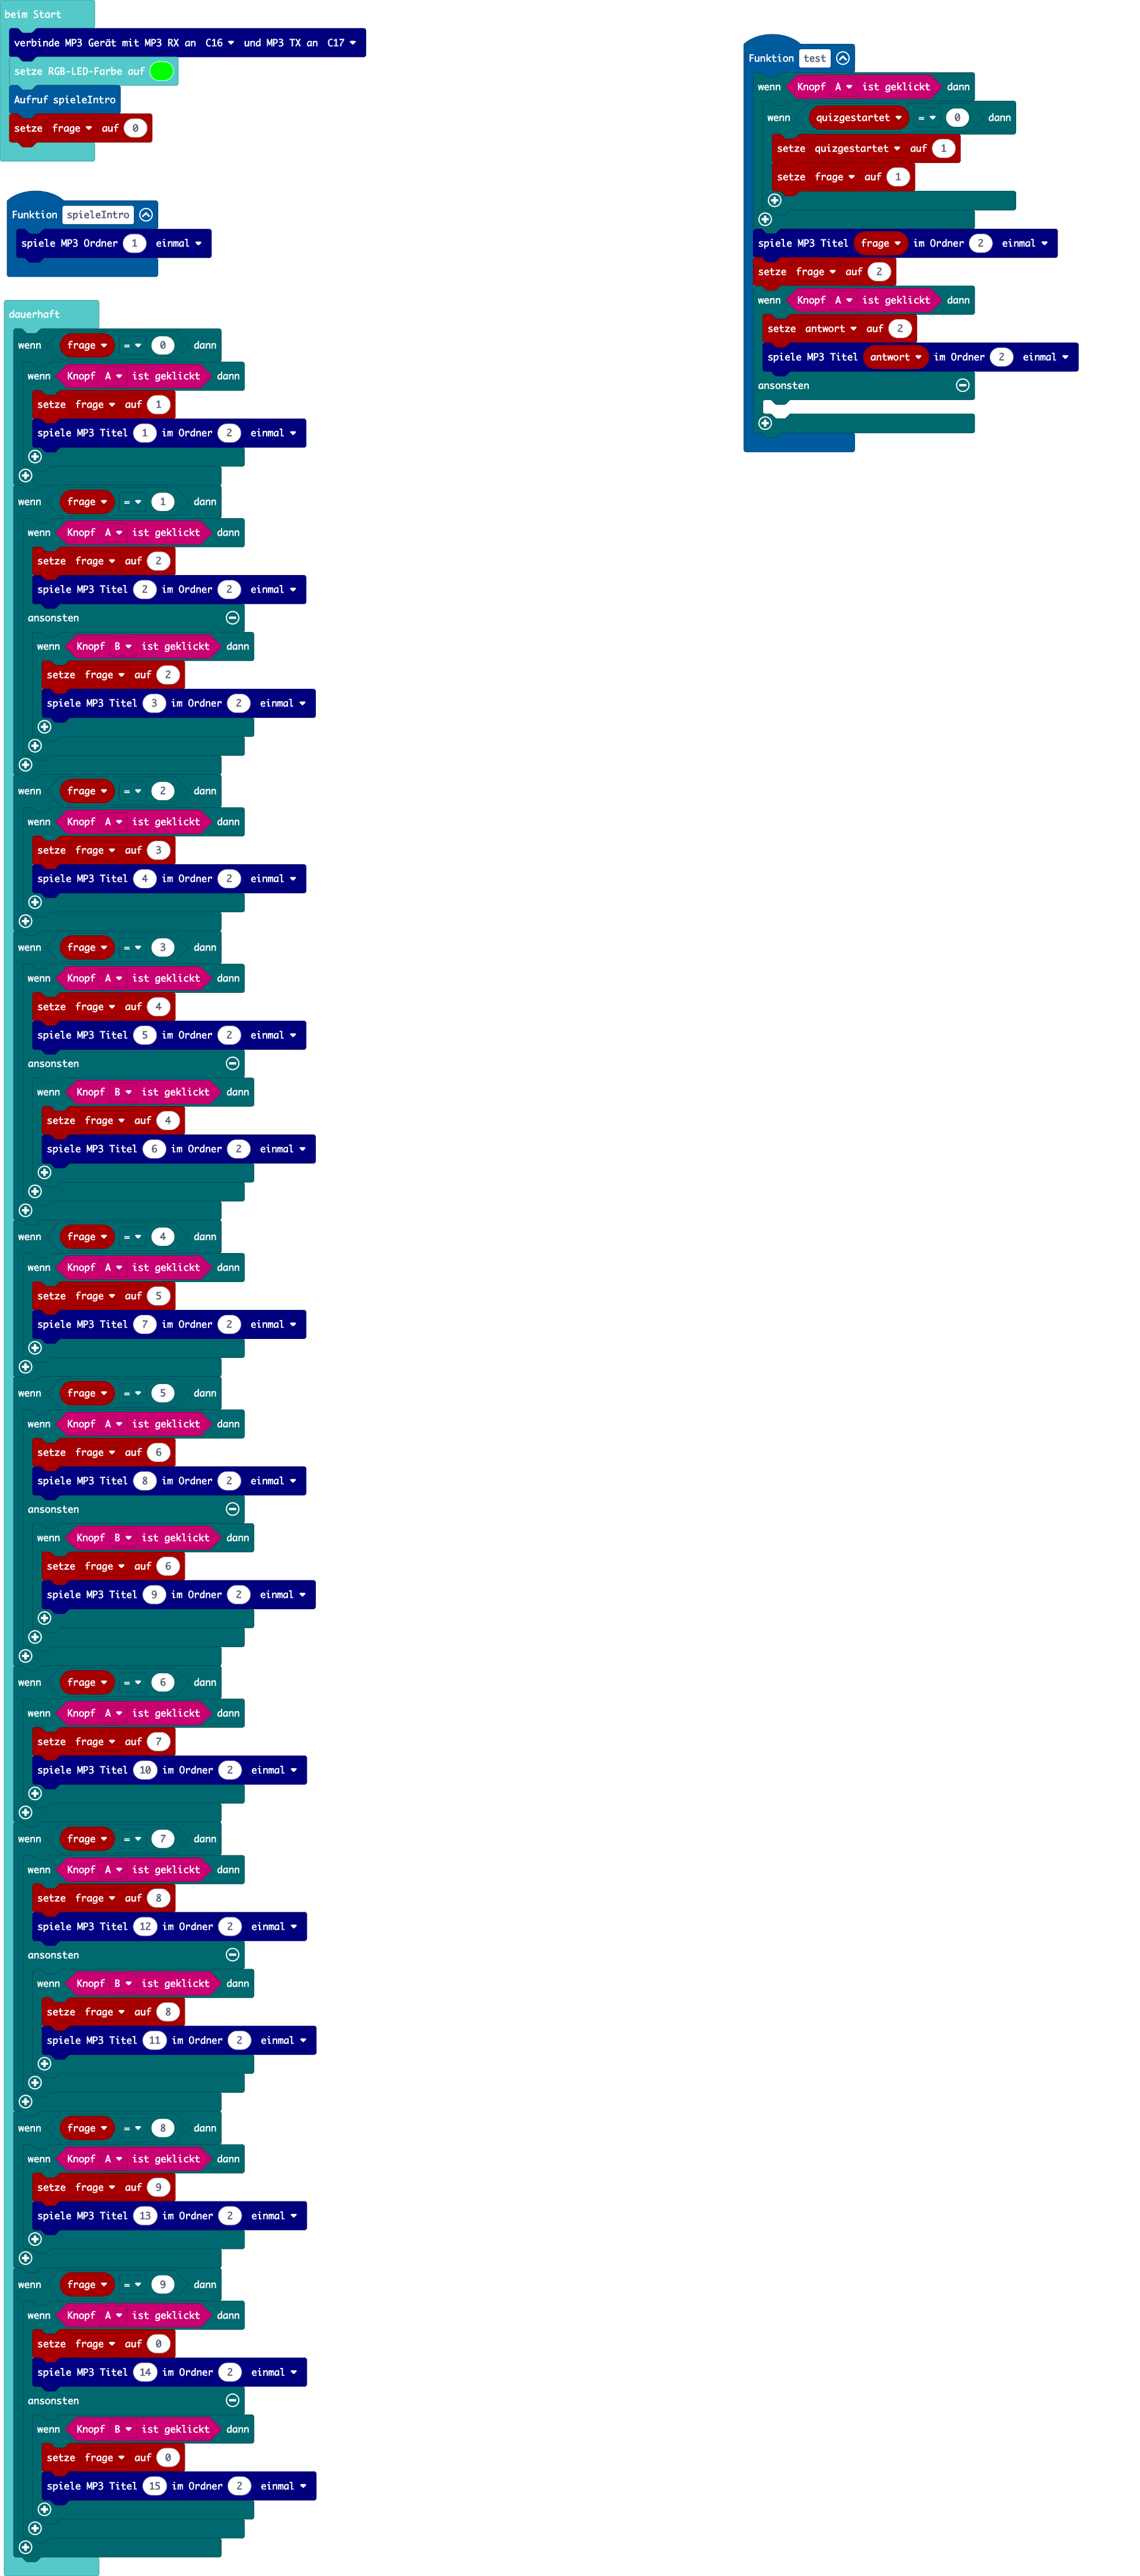 beim Start
verbinde MP3 Gerät mit MP3 RX an C16 und MP3 TX an C17
setze RGB-LED-Farbe auf
Aufruf spieleIntro
setze frage auf 0
Funktion spieleIntro
spiele MP3 Ordner 1 einmal
dauerhaft
wenn frage = 0 dann
wenn Knopf A ist geklickt dann
setze frage auf 1
spiele MP3 Titel 1 im Ordner 2 einmal
wenn frage = 1 dann
wenn Knopf A ist geklickt dann
setze frage auf 2
spiele MP3 Titel 2 im Ordner 2 einmal
ansonsten
wenn Knopf B ist geklickt dann
setze frage auf 2
spiele MP3 Titel 3 im Ordner 2 einmal
wenn frage = 2 dann
wenn Knopf A ist geklickt dann
setze frage auf 3
spiele MP3 Titel 4 im Ordner 2 einmal
wenn frage = 3 dann
wenn Knopf A ist geklickt dann
setze frage auf 4
spiele MP3 Titel 5 im Ordner 2 einmal
ansonsten
wenn Knopf B ist geklickt dann
setze frage auf 4
spiele MP3 Titel 6 im Ordner 2 einmal
wenn frage = 4 dann
wenn Knopf A ist geklickt dann
setze frage auf 5
spiele MP3 Titel 7 im Ordner 2 einmal
wenn frage = 5 dann
wenn Knopf A ist geklickt dann
setze frage auf 6
spiele MP3 Titel 8 im Ordner 2 einmal
ansonsten
wenn Knopf B ist geklickt dann
setze frage auf 6
spiele MP3 Titel 9 im Ordner 2 einmal
wenn frage = 6 dann
wenn Knopf A ist geklickt dann
setze frage auf 7
spiele MP3 Titel 10 im Ordner 2 einmal
wenn frage = 7 dann
wenn Knopf A ist geklickt dann
setze frage auf 8
spiele MP3 Titel 12 im Ordner 2 einmal
ansonsten
wenn Knopf B ist geklickt dann
setze frage auf 8
spiele MP3 Titel 11 im Ordner 2 einmal
wenn frage = 8 dann
wenn Knopf A ist geklickt dann
setze frage auf 9
spiele MP3 Titel 13 im Ordner 2 einmal
wenn frage = 9 dann
wenn Knopf A ist geklickt dann
setze frage auf 0
spiele MP3 Titel 14 im Ordner 2 einmal
ansonsten
wenn Knopf B ist geklickt dann
setze frage auf 0
spiele MP3 Titel 15 im Ordner 2 einmal
Funktion test
wenn Knopf A ist geklickt dann
wenn quizgestartet = 0 dann
setze quizgestartet auf 1
setze frage auf 1
spiele MP3 Titel frage im Ordner 2 einmal
setze frage auf 2
wenn Knopf A ist geklickt dann
setze antwort auf 2
spiele MP3 Titel antwort im Ordner 2 einmal
ansonsten